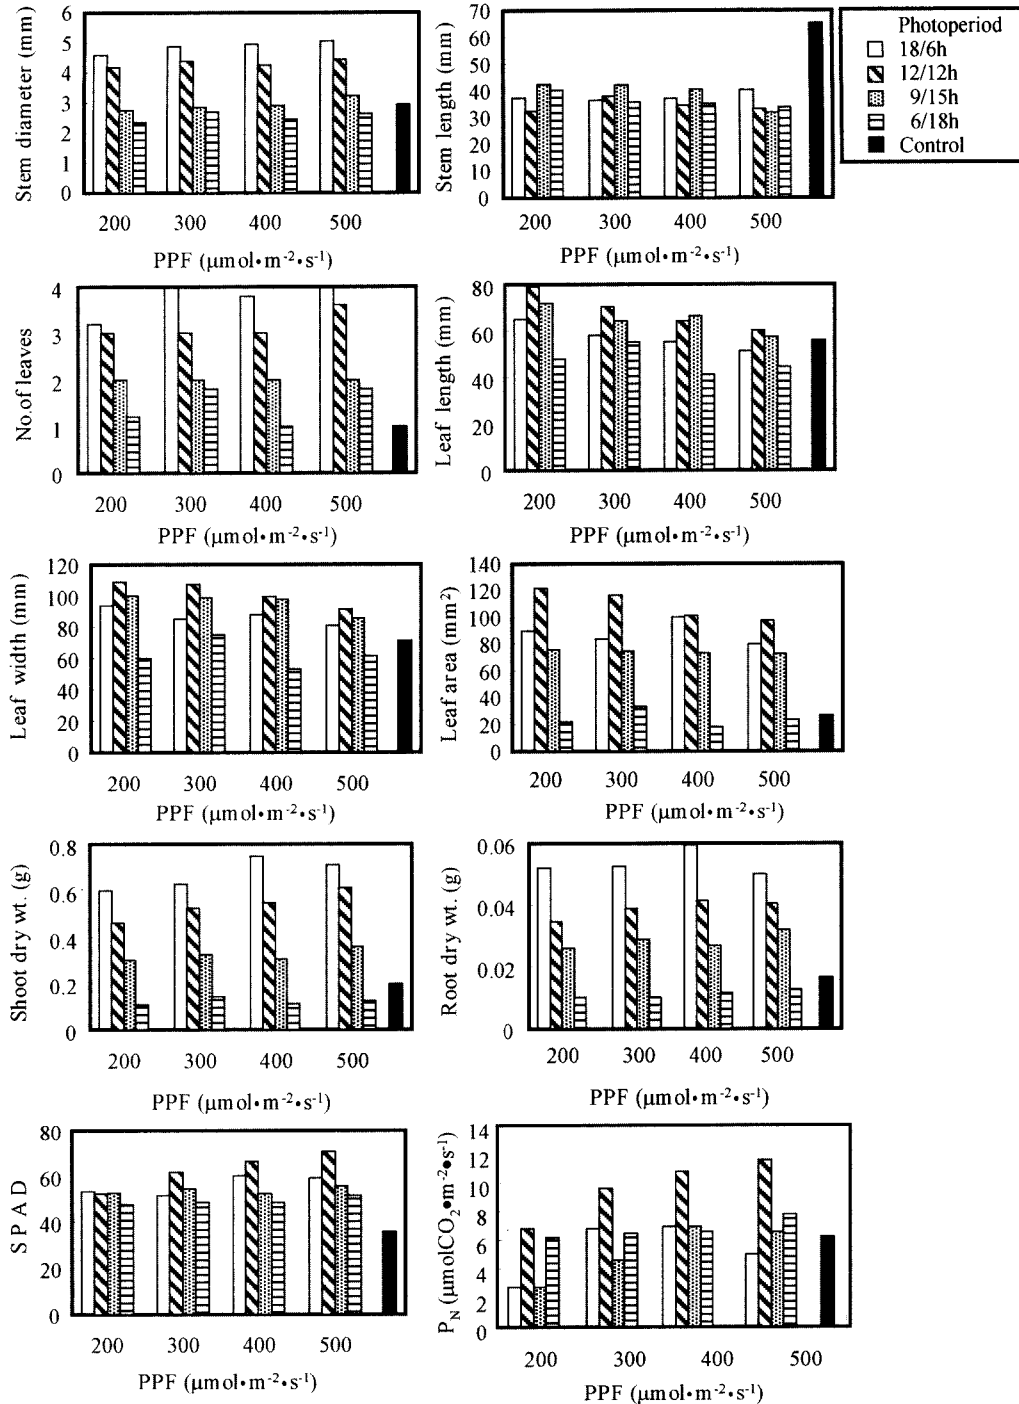 Stem diameter (mm)
6
5
4
3
2
1
0
200 300 400 500
PPF (μmol•m⁻²•s⁻¹)
Stem length (mm)
70
60
50
40
30
20
10
0
200 300 400 500
PPF (μmol•m⁻²•s⁻¹)
Photoperiod
18/6h
12/12h
9/15h
6/18h
Control
No.of leaves
4
3
2
1
0
200 300 400 500
PPF (μmol•m⁻²•s⁻¹)
Leaf length (mm)
80
60
40
20
0
200 300 400 500
PPF (μmol•m⁻²•s⁻¹)
Leaf width (mm)
120
100
80
60
40
20
0
200 300 400 500
PPF (μmol•m⁻²•s⁻¹)
Leaf area (mm²)
140
120
100
80
60
40
20
0
200 300 400 500
PPF (μmol•m⁻²•s⁻¹)
Shoot dry wt. (g)
0.8
0.6
0.4
0.2
0
200 300 400 500
PPF (μmol•m⁻²•s⁻¹)
Root dry wt. (g)
0.06
0.04
0.02
0
200 300 400 500
PPF (μmol•m⁻²•s⁻¹)
S P A D
80
60
40
20
0
200 300 400 500
PPF (μmol•m⁻²•s⁻¹)
P_N (μmolCO₂•m⁻²•s⁻¹)
14
12
10
8
6
4
2
0
200 300 400 500
PPF (μmol•m⁻²•s⁻¹)